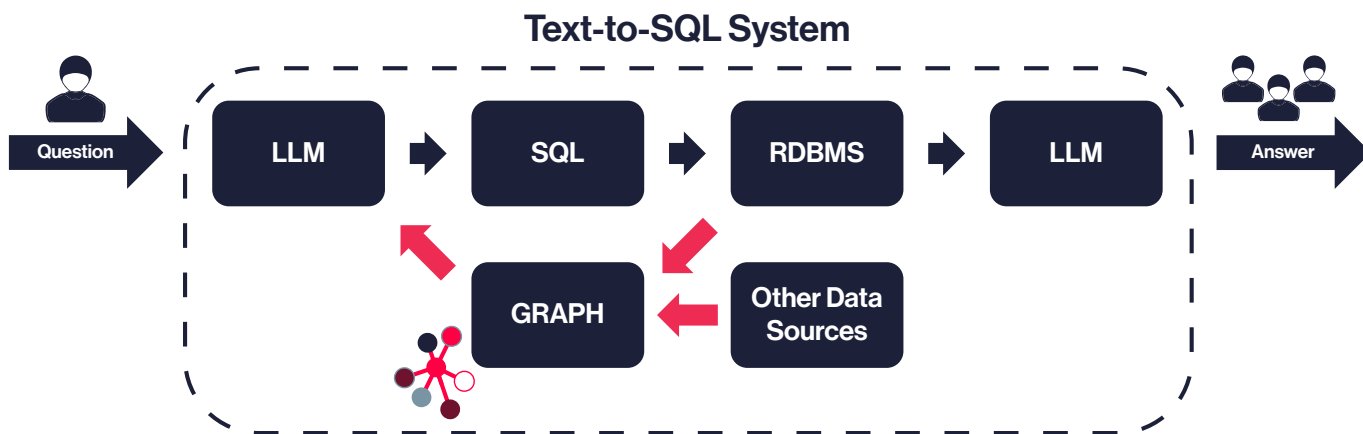 Text-to-SQL System
Question
LLM
SQL
RDBMS
LLM
Answer
GRAPH
Other Data
Sources